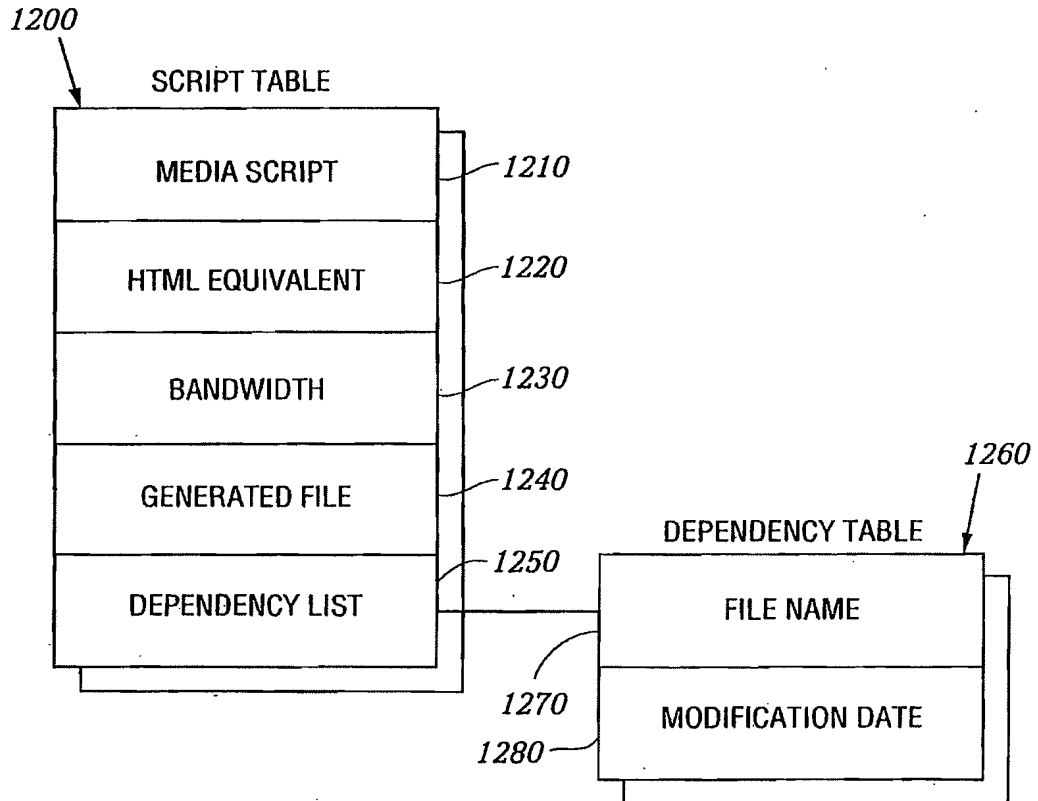 1200
SCRIPT TABLE
MEDIA SCRIPT
1210
HTML EQUIVALENT
1220
BANDWIDTH
1230
GENERATED FILE
1240
DEPENDENCY LIST
1250
1260
DEPENDENCY TABLE
FILE NAME
1270
MODIFICATION DATE
1280